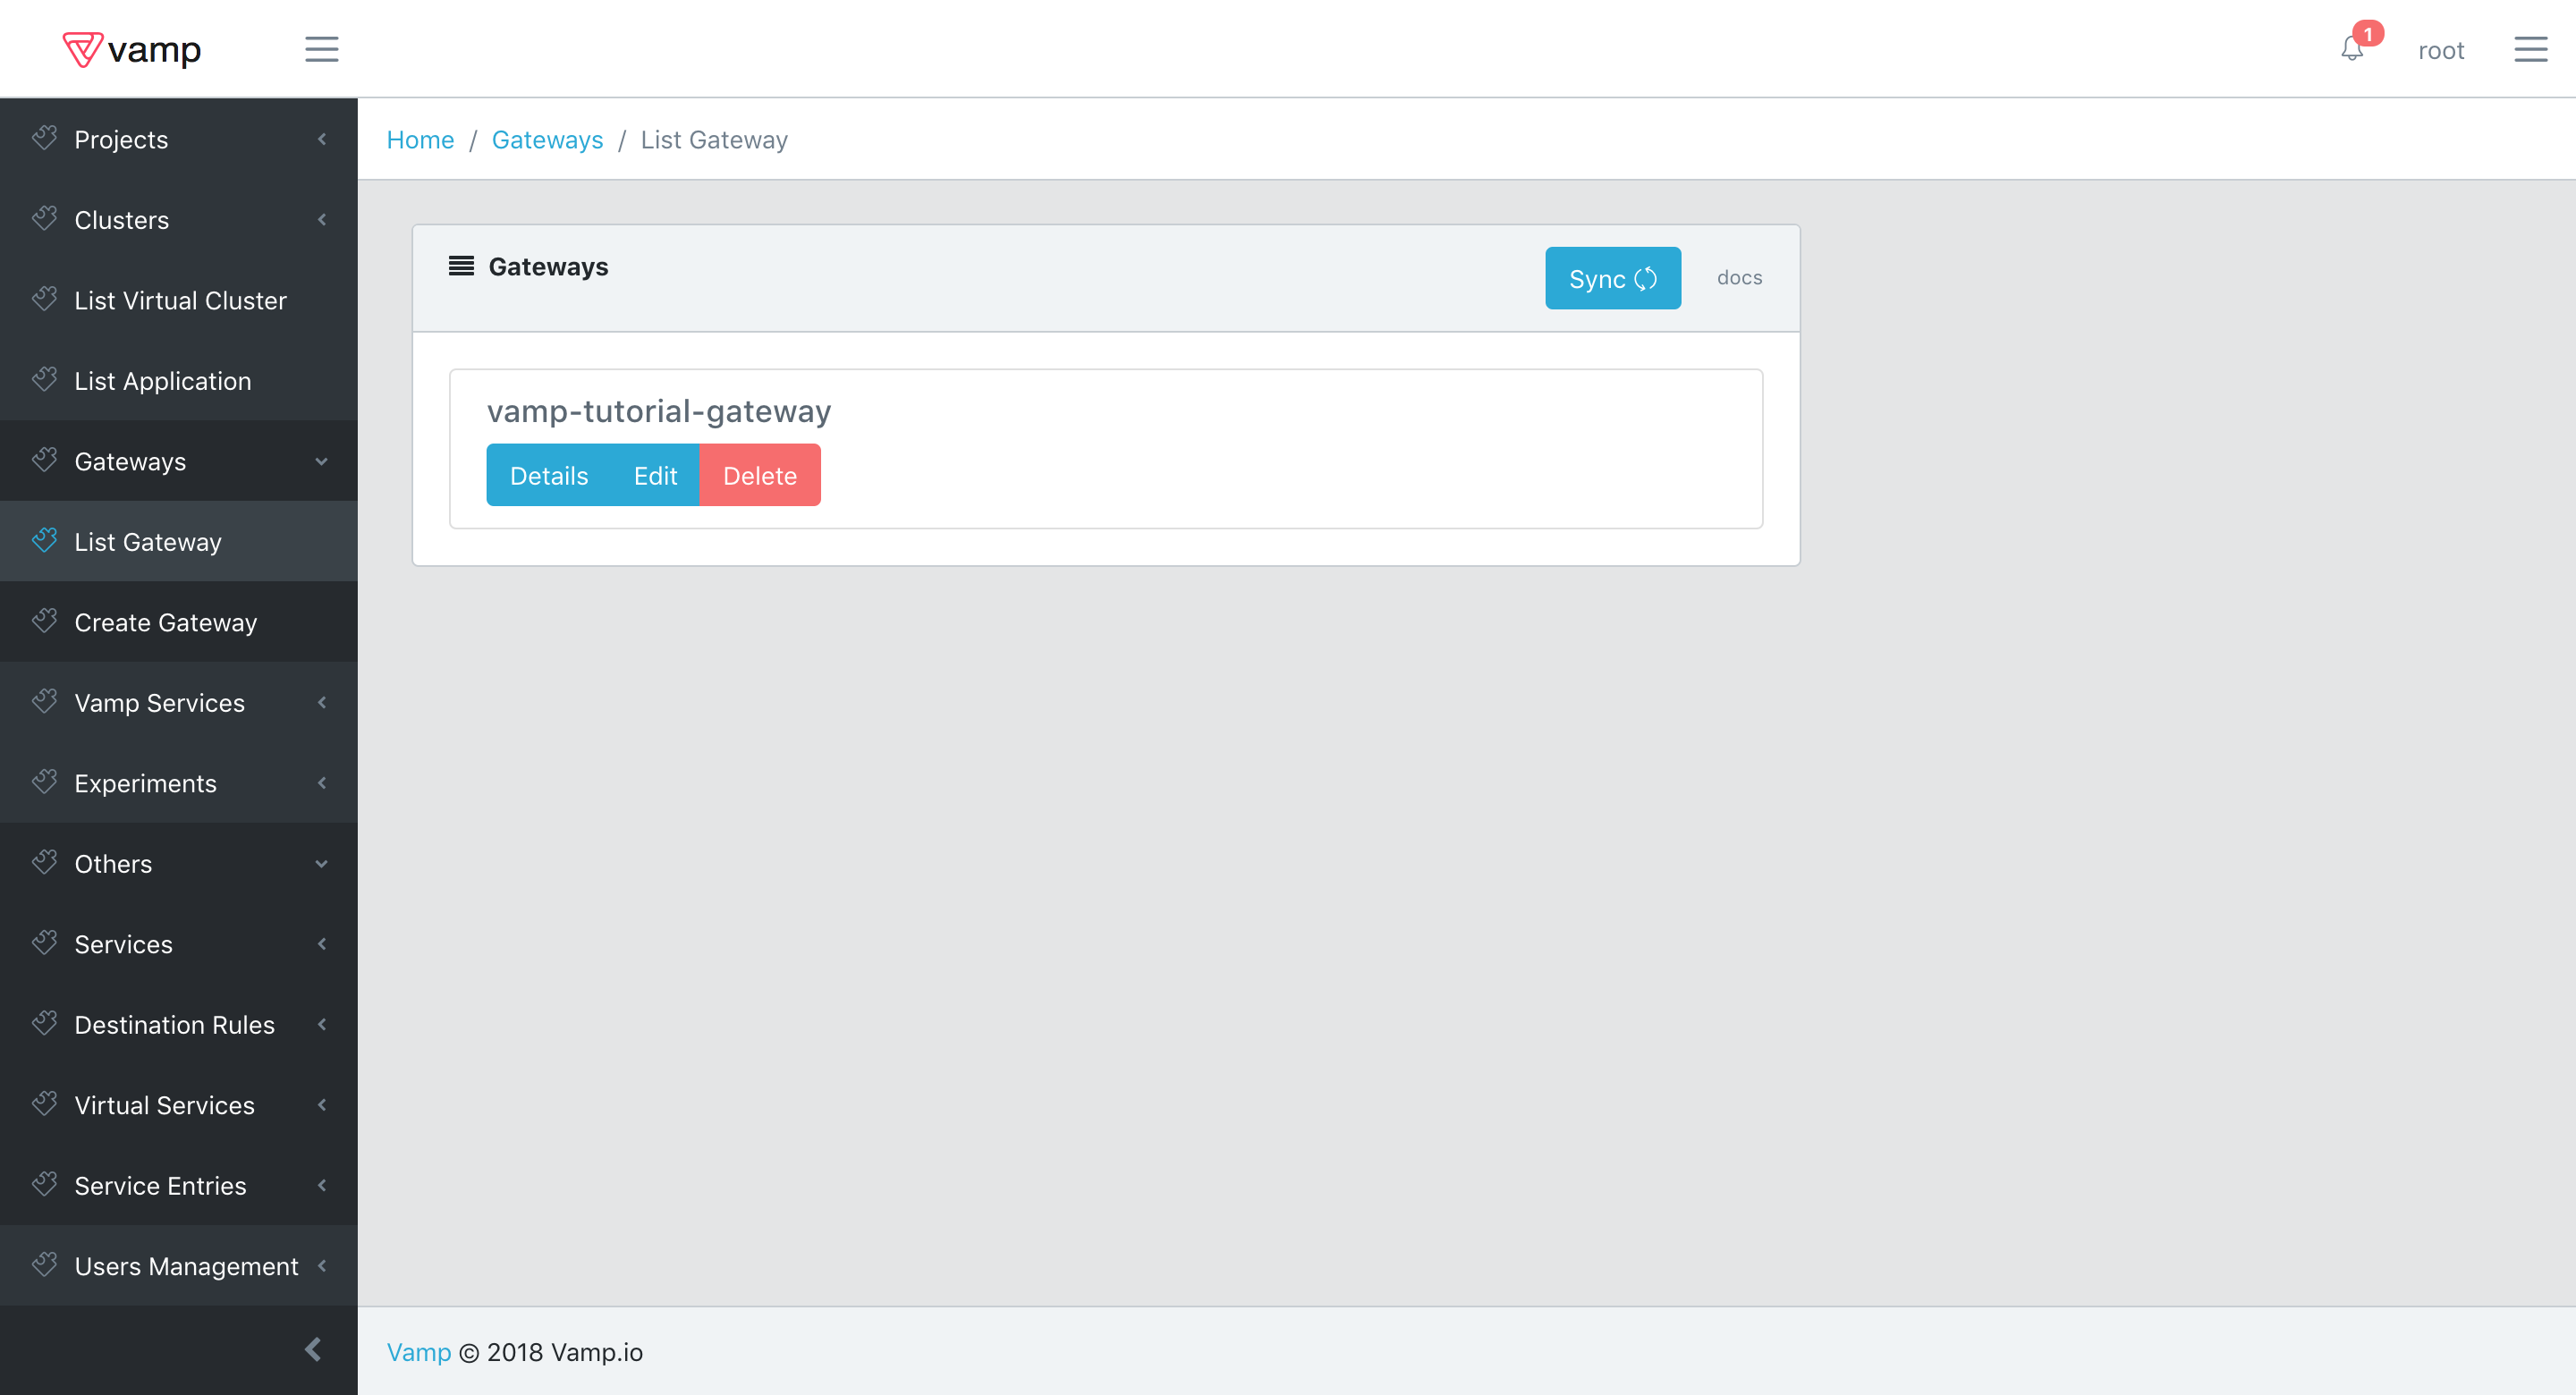 vamp
1
root
Projects
Clusters
List Virtual Cluster
List Application
Gateways
List Gateway
Create Gateway
Vamp Services
Experiments
Others
Services
Destination Rules
Virtual Services
Service Entries
Users Management
Home / Gateways / List Gateway
Gateways
Sync
docs
vamp-tutorial-gateway
Details Edit Delete
Vamp © 2018 Vamp.io